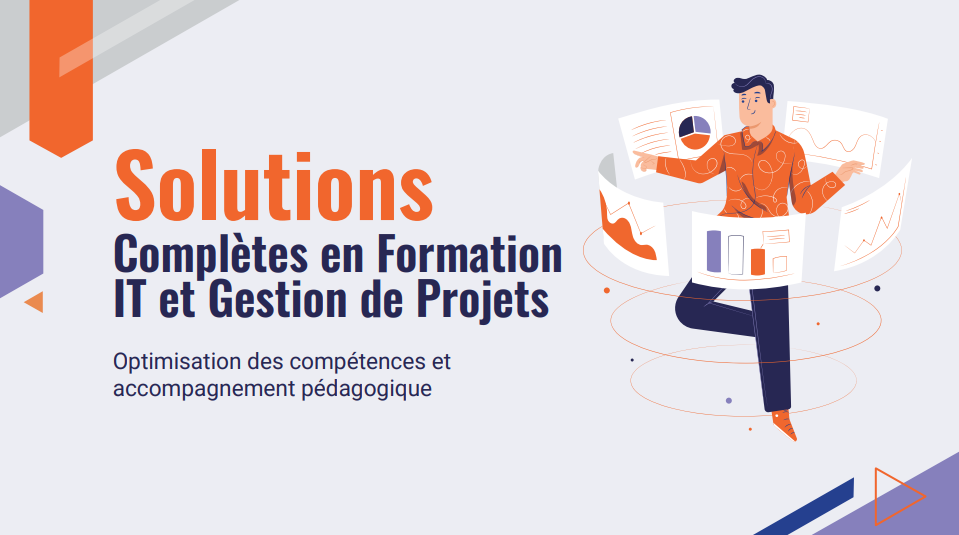 Solutions
Complètes en Formation
IT et Gestion de Projets
Optimisation des compétences et
accompagnement pédagogique